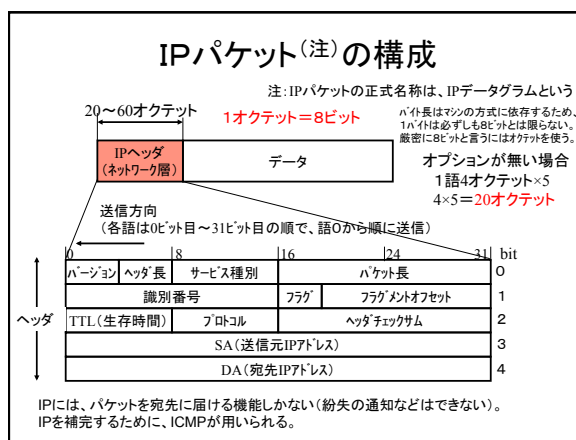 IPパケット(注)の構成
注:IPパケットの正式名称は、IPデータグラムという
20~60オクテット
1オクテット=8ビット
バイト長はマシンの方式に依存するため、
1バイトは必ずしも8ビットとは限らない。
厳密に8ビットと言うにはオクテットを使う。
IPヘッダ
(ネットワーク層)
データ
オプションが無い場合
1語4オクテット×5
4×5=20オクテット
送信方向
(各語は0ビット目~31ビット目の順で、語0から順に送信)
0 8 16 24 31 bit
バージョン ヘッダ長 サービス種別 パケット長 0
識別番号 フラグ フラグメントオフセット 1
ヘッダ
TTL(生存時間) プロトコル ヘッダチェックサム 2
SA(送信元IPアドレス) 3
DA(宛先IPアドレス) 4
IPには、パケットを宛先に届ける機能しかない(紛失の通知などはできない)。
IPを補完するために、ICMPが用いられる。